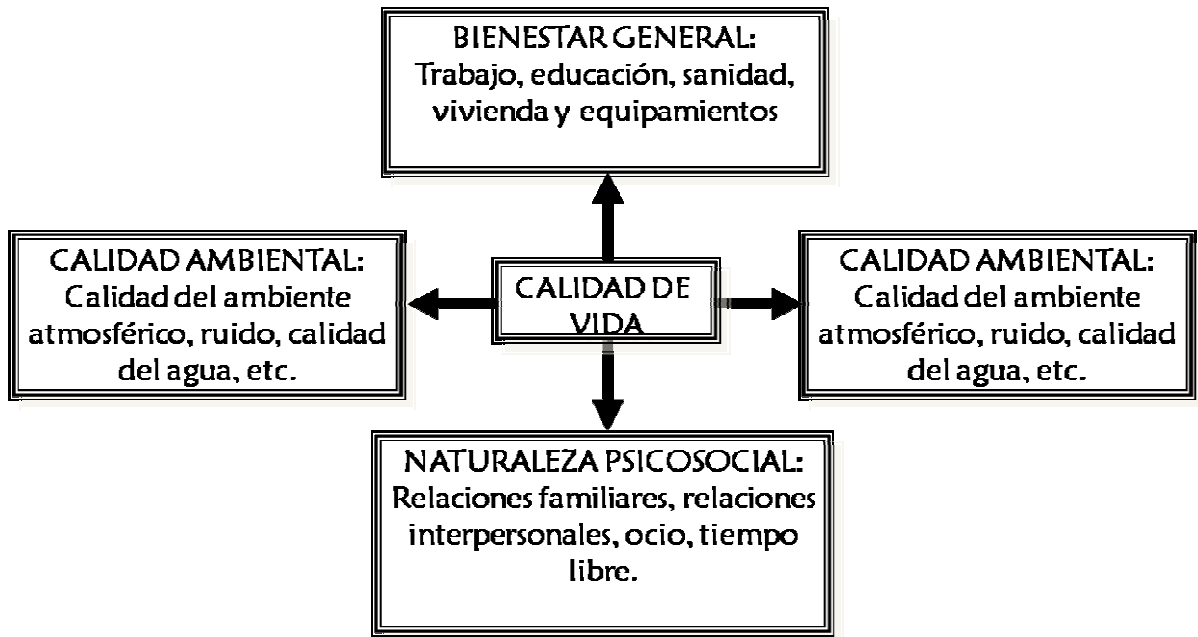 BIENESTAR GENERAL:
Trabajo, educación, sanidad,
vivienda y equipamientos
CALIDAD AMBIENTAL:
Calidad del ambiente
atmosférico, ruido, calidad
del agua, etc.
CALIDAD DE
VIDA
CALIDAD AMBIENTAL:
Calidad del ambiente
atmosférico, ruido, calidad
del agua, etc.
NATURALEZA PSICOSOCIAL:
Relaciones familiares, relaciones
interpersonales, ocio, tiempo
libre.